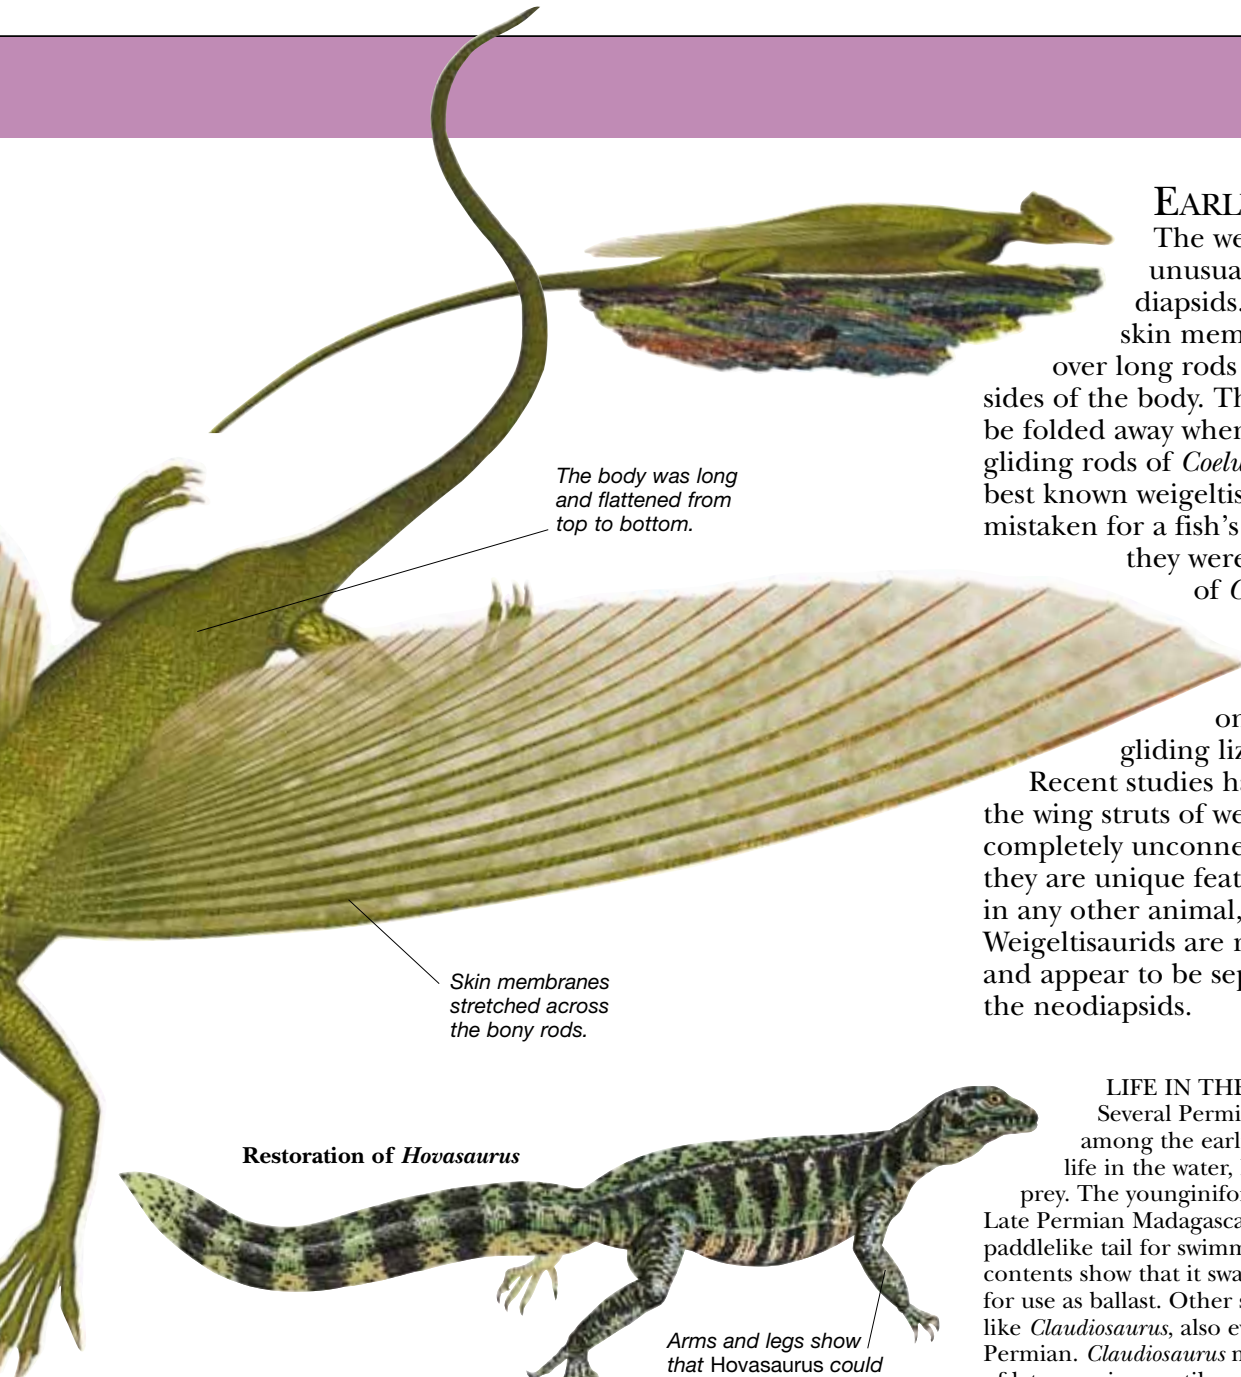 EARL
The we
unusua
diapsids.
skin mem
over long rods
sides of the body. Th
be folded away when
gliding rods of Coelu
best known weigeltis
mistaken for a fish's
they were
of C
or
gliding liz
Recent studies ha
the wing struts of we
completely unconne
they are unique feat
in any other animal,
Weigeltisaurids are
and appear to be sep
the neodiapsids.
The body was long
and flattened from
top to bottom.
Skin membranes
stretched across
the bony rods.
LIFE IN THE
Several Permi
among the earl
life in the water,
prey. The younginifor
Late Permian Madagasca
paddlelike tail for swimm
contents show that it swa
for use as ballast. Other s
like Claudiosaurus, also ev
Permian. Claudiosaurus
Restoration of Hovasaurus
Arms and legs show
that Hovasaurus could